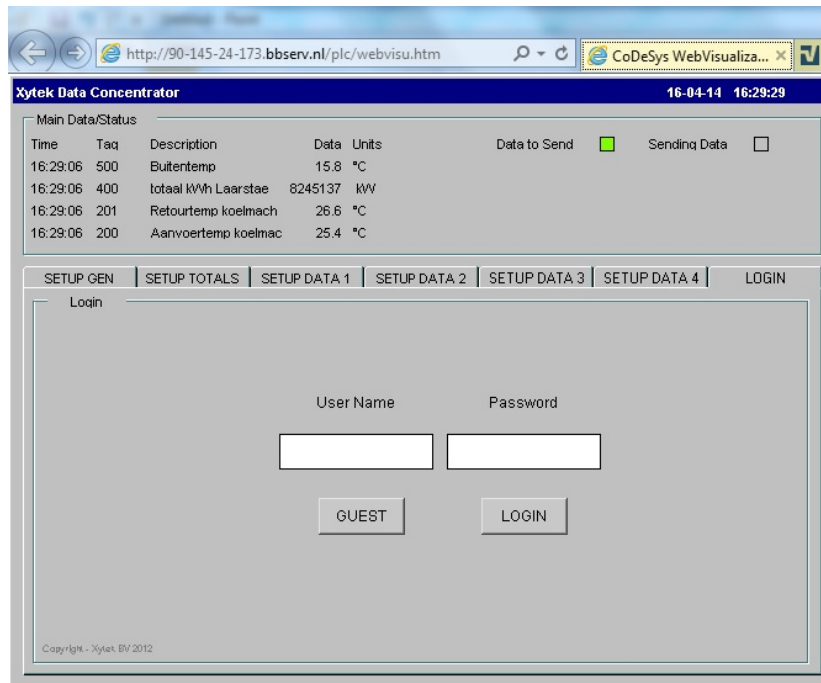 http://90-145-24-173.bbserv.nl/plc/webvisu.htm CoDeSys WebVisualiza...
Xytek Data Concentrator 16-04-14 16:29:29
Main Data/Status
Time Tag Description Data Units Data to Send Sending Data
16:29:06 500 Buitentemp 15.8 °C
16:29:06 400 totaal kWh Laarstae 8245137 kW
16:29:06 201 Retourtemp koelmach 26.6 °C
16:29:06 200 Aanvoertemp koelmac 25.4 °C
SETUP GEN SETUP TOTALS SETUP DATA 1 SETUP DATA 2 SETUP DATA 3 SETUP DATA 4 LOGIN
Login
User Name Password
GUEST LOGIN
Copyright - Xytek BV 2012